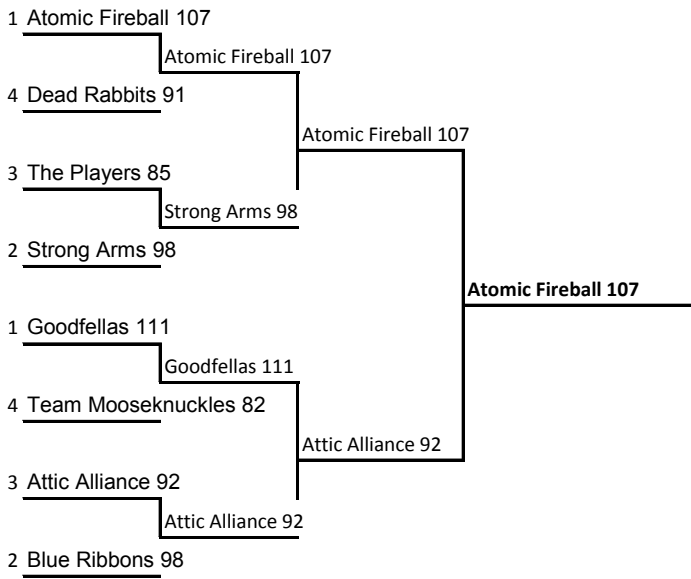 1 Atomic Fireball 107
Atomic Fireball 107
4 Dead Rabbits 91
Atomic Fireball 107
3 The Players 85
Strong Arms 98
2 Strong Arms 98
Atomic Fireball 107
1 Goodfellas 111
Goodfellas 111
4 Team Mooseknuckles 82
Attic Alliance 92
3 Attic Alliance 92
Attic Alliance 92
2 Blue Ribbons 98